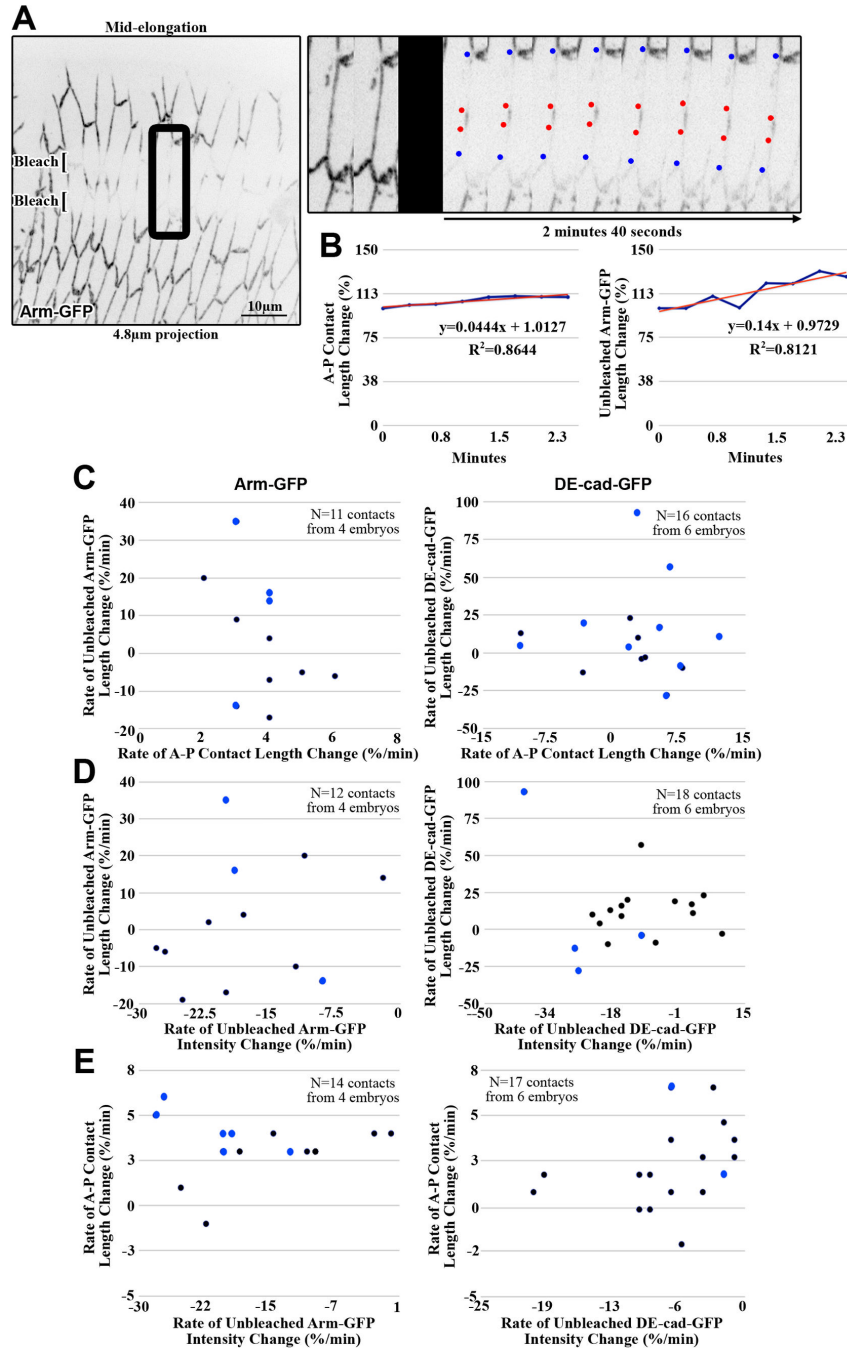 A
Mid-elongation
Bleach
Bleach
Arm-GFP
10μm
4.8μm projection
2 minutes 40 seconds
B
A-P Contact
Length Change (%)
150
113
75
38
0
y=0.0444x + 1.0127
R²=0.8644
0 0.8 1.5 2.3
Minutes
Unbleached Arm-GFP
Length Change (%)
150
113
75
38
0
y=0.14x + 0.9729
R²=0.8121
0 0.8 1.5 2.3
Minutes
C
Arm-GFP
N=11 contacts
from 4 embryos
Rate of Unbleached Arm-GFP
Length Change (%/min)
40
30
20
10
0
-10
-20
0 2 4 6 8
Rate of A-P Contact Length Change (%/min)
DE-cad-GFP
N=16 contacts
from 6 embryos
Rate of Unbleached DE-cad-GFP
Length Change (%/min)
100
75
50
25
0
-25
-50
-15 -7.5 0 7.5 15
Rate of A-P Contact Length Change (%/min)
D
N=12 contacts
from 4 embryos
Rate of Unbleached Arm-GFP
Length Change (%/min)
40
30
20
10
0
-10
-20
-30 -22.5 -15 -7.5 0
Rate of Unbleached Arm-GFP
Intensity Change (%/min)
N=18 contacts
from 6 embryos
Rate of Unbleached DE-cad-GFP
Length Change (%/min)
100
75
50
25
0
-25
-50
-50 -34 -18 -1 15
Rate of Unbleached DE-cad-GFP
Intensity Change (%/min)
E
N=14 contacts
from 4 embryos
Rate of A-P Contact
Length Change (%/min)
8
5
3
0
-3
-5
-30 -22 -15 -7 1
Rate of Unbleached Arm-GFP
Intensity Change (%/min)
N=17 contacts
from 6 embryos
Rate of A-P Contact
Length Change (%/min)
8
5
3
0
-2
-5
-25 -19 -13 -6 0
Rate of Unbleached DE-cad-GFP
Intensity Change (%/min)